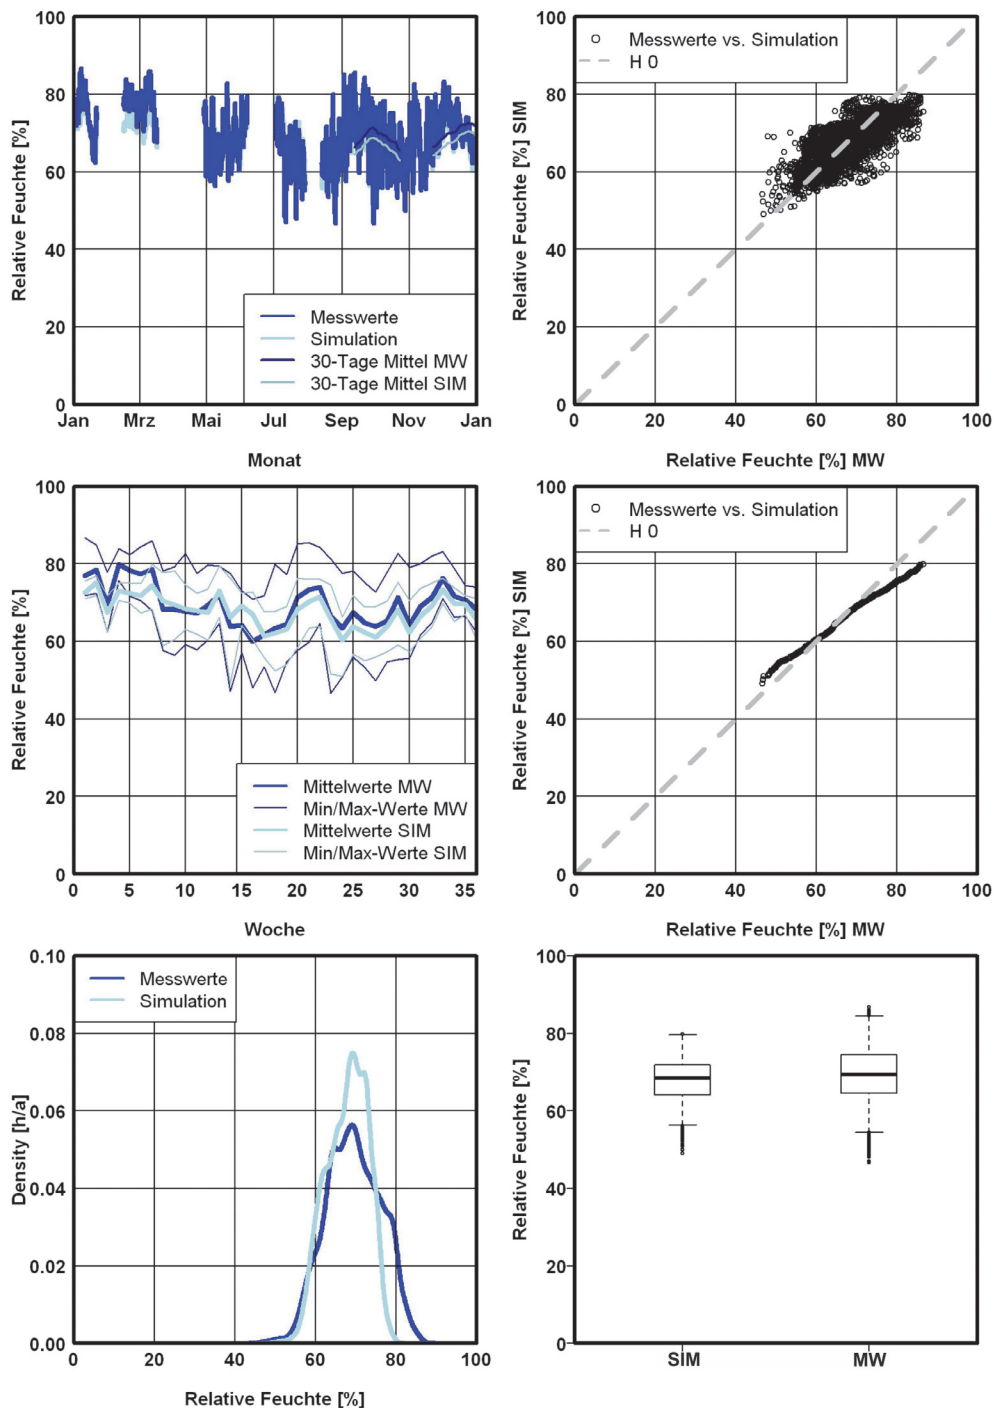 100
80
60
40
20
0
Relative Feuchte [%]
Messwerte
Simulation
30-Tage Mittel MW
30-Tage Mittel SIM
Jan Mrz Mai Jul Sep Nov Jan
Monat
100
80
60
40
20
0
Relative Feuchte [%] SIM
Messwerte vs. Simulation
H 0
0 20 40 60 80 100
Relative Feuchte [%] MW
100
80
60
40
20
0
Relative Feuchte [%]
Mittelwerte MW
Min/Max-Werte MW
Mittelwerte SIM
Min/Max-Werte SIM
0 5 10 15 20 25 30 35
Woche
100
80
60
40
20
0
Relative Feuchte [%] SIM
Messwerte vs. Simulation
H 0
0 20 40 60 80 100
Relative Feuchte [%] MW
0.10
0.08
0.06
0.04
0.02
0.00
Density [h/a]
Messwerte
Simulation
0 20 40 60 80 100
Relative Feuchte [%]
100
80
60
40
20
0
Relative Feuchte [%]
SIM MW